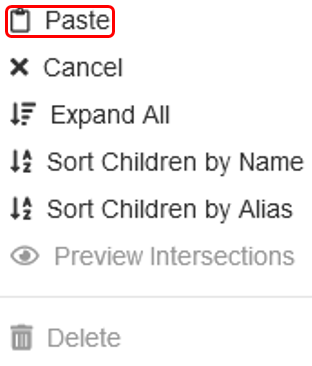 Paste
Cancel
Expand All
Sort Children by Name
Sort Children by Alias
Preview Intersections
Delete